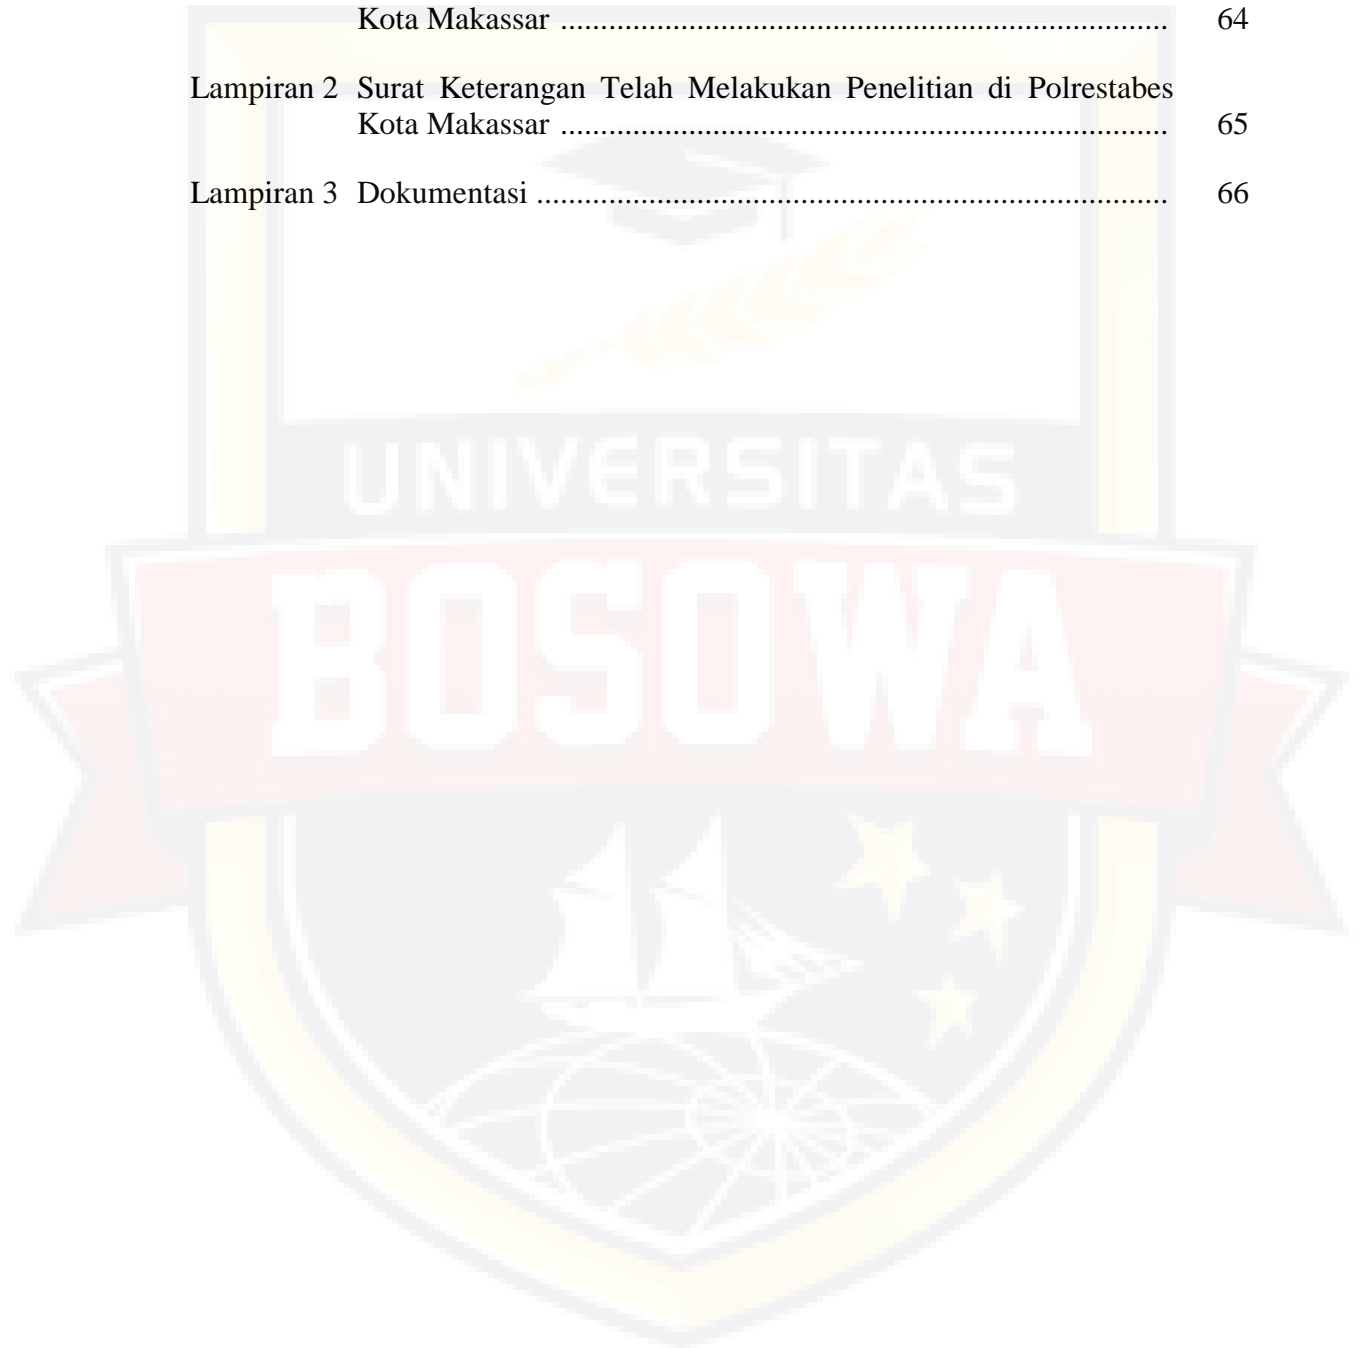 Kota Makassar ............................................................................. 64
Lampiran 2 Surat Keterangan Telah Melakukan Penelitian di Polrestabes
Kota Makassar ............................................................................. 65
Lampiran 3 Dokumentasi ................................................................................ 66
UNIVERSITAS
BOSOWA